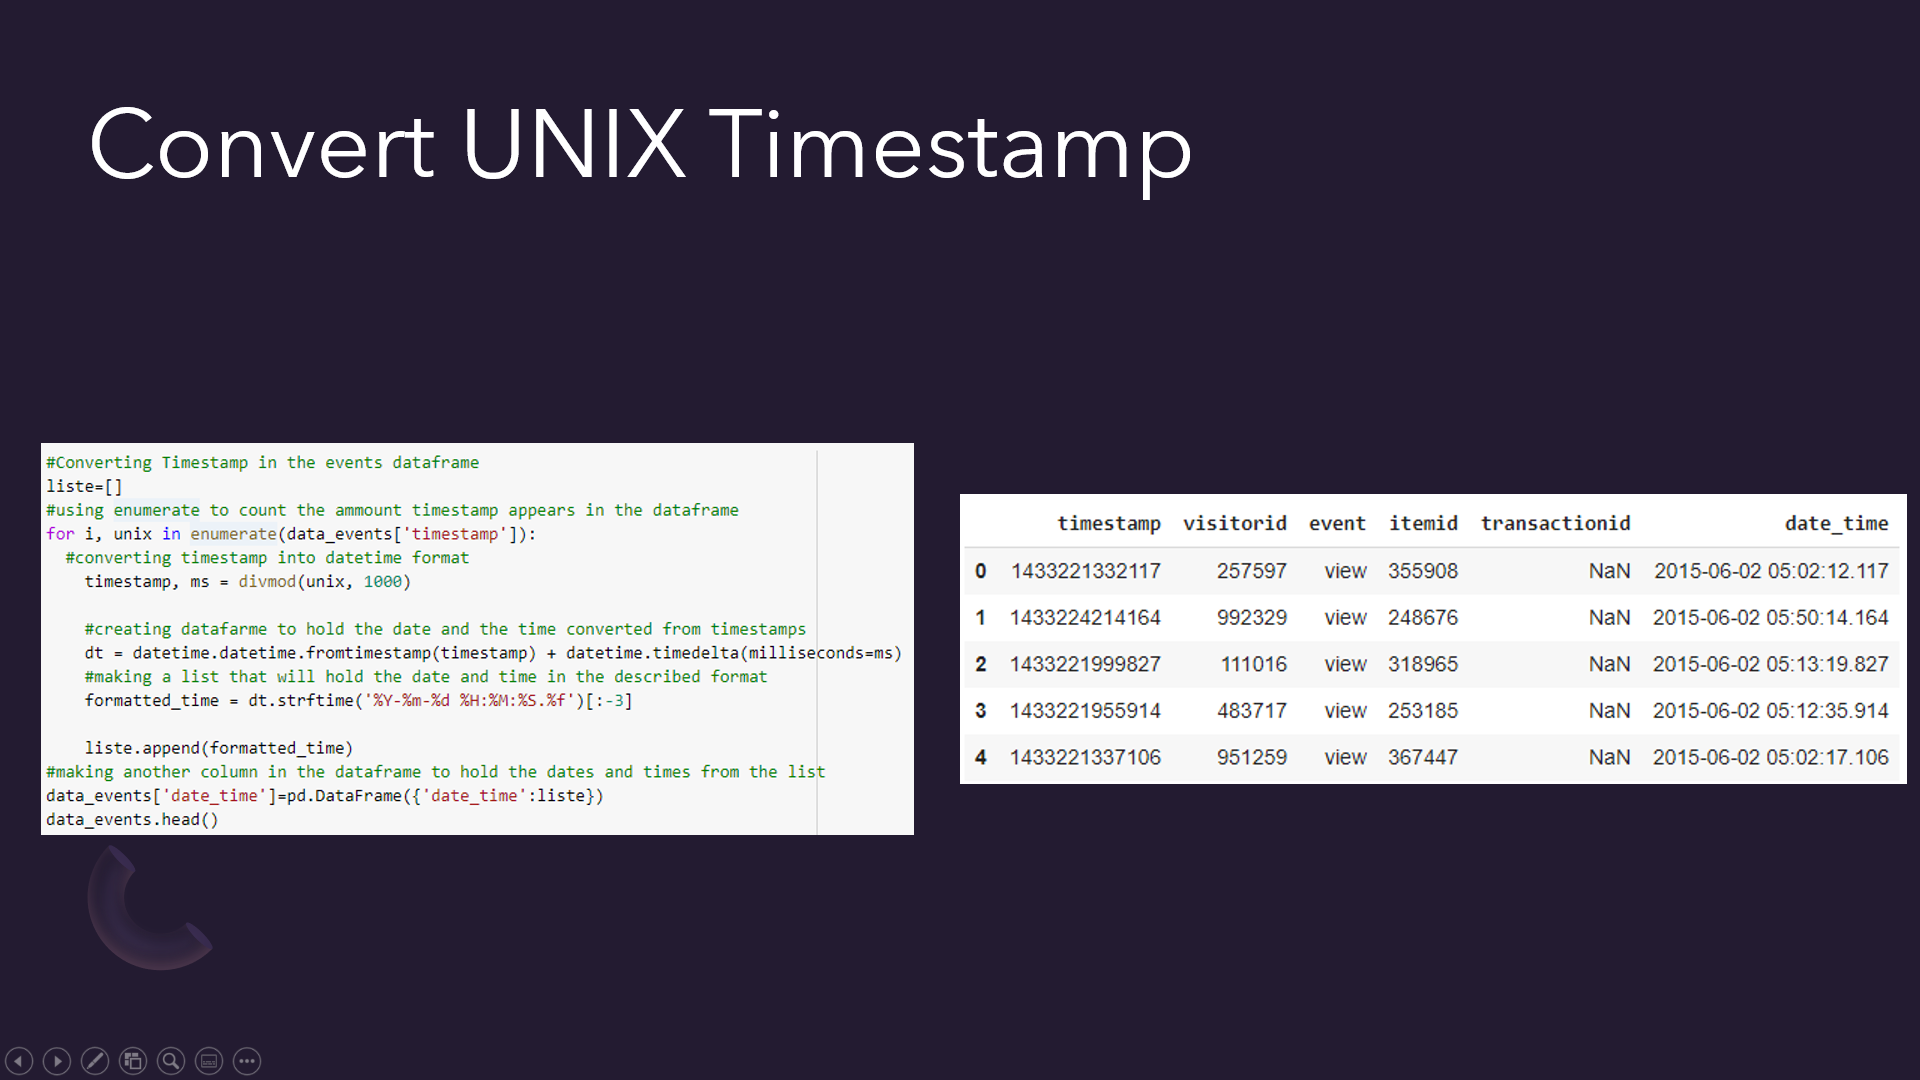 Convert UNIX Timestamp
#Converting Timestamp in the events dataframe
liste=[]
#using enumerate to count the ammount timestamp appears in the dataframe
for i, unix in enumerate(data_events['timestamp']):
#converting timestamp into datetime format
timestamp, ms = divmod(unix, 1000)
#creating datafarme to hold the date and the time converted from timestamps
dt = datetime.datetime.fromtimestamp(timestamp) + datetime.timedelta(milliseconds=ms)
#making a list that will hold the date and time in the described format
formatted_time = dt.strftime('%Y-%m-%d %H:%M:%S.%f')[:-3]
liste.append(formatted_time)
#making another column in the dataframe to hold the dates and times from the list
data_events['date_time']=pd.DataFrame({'date_time':liste})
data_events.head()
timestamp visitorid event itemid transactionid date_time
0 1433221332117 257597 view 355908 NaN 2015-06-02 05:02:12.117
1 1433224214164 992329 view 248676 NaN 2015-06-02 05:50:14.164
2 1433221999827 111016 view 318965 NaN 2015-06-02 05:13:19.827
3 1433221955914 483717 view 253185 NaN 2015-06-02 05:12:35.914
4 1433221337106 951259 view 367447 NaN 2015-06-02 05:02:17.106